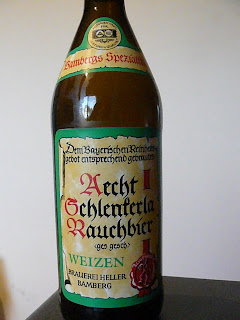 Bambergs Spezialität
Dem Bayerischen Reinheits-
gebot entsprechend gebraut
Aecht
Schlenkerla
Rauchbier
(ges gesch)
WEIZEN
BRAUEREI HELLER
BAMBERG